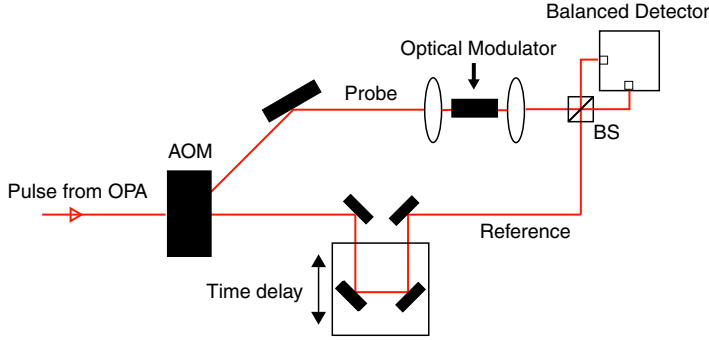 Balanced Detector
Optical Modulator
Probe
BS
AOM
Pulse from OPA
Reference
Time delay